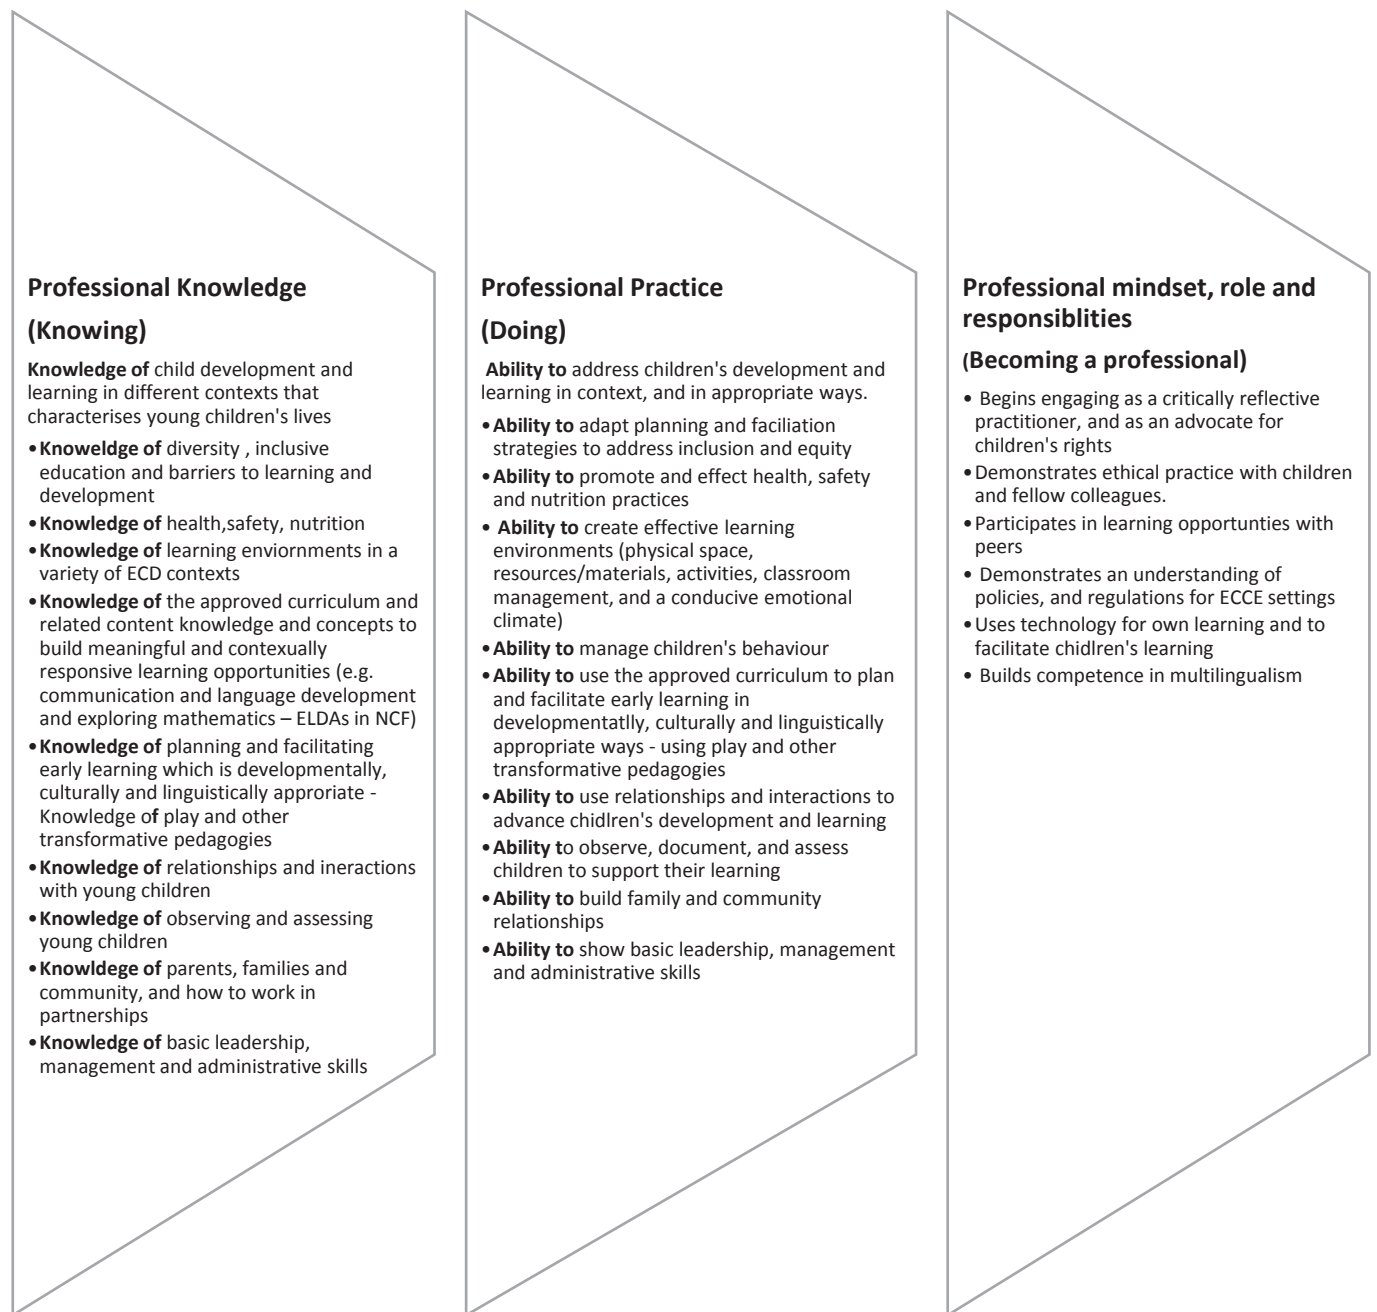 Professional Knowledge
(Knowing)
Knowledge of child development and
learning in different contexts that
characterises young children's lives
•Knoweldge of diversity , inclusive
education and barriers to learning and
development
•Knowledge of health,safety, nutrition
•Knowledge of learning enviornments in a
variety of ECD contexts
•Knowledge of the approved curriculum and
related content knowledge and concepts to
build meaningful and contexually
responsive learning opportunities (e.g.
communication and language development
and exploring mathematics – ELDAs in NCF)
•Knowledge of planning and facilitating
early learning which is developmentally,
culturally and linguistically approriate -
Knowledge of play and other
transformative pedagogies
•Knowledge of relationships and ineractions
with young children
•Knowledge of observing and assessing
young children
•Knowldege of parents, families and
community, and how to work in
partnerships
•Knowledge of basic leadership,
management and administrative skills
Professional Practice
(Doing)
Ability to address children's development and
learning in context, and in appropriate ways.
•Ability to adapt planning and faciliation
strategies to address inclusion and equity
•Ability to promote and effect health, safety
and nutrition practices
• Ability to create effective learning
environments (physical space,
resources/materials, activities, classroom
management, and a conducive emotional
climate)
•Ability to manage children's behaviour
•Ability to use the approved curriculum to plan
and facilitate early learning in
developmentatlly, culturally and linguistically
appropriate ways - using play and other
transformative pedagogies
•Ability to use relationships and interactions to
advance chidlren's development and learning
•Ability to observe, document, and assess
children to support their learning
•Ability to build family and community
relationships
•Ability to show basic leadership, management
and administrative skills
Professional mindset, role and
responsiblities
(Becoming a professional)
• Begins engaging as a critically reflective
practitioner, and as an advocate for
children's rights
•Demonstrates ethical practice with children
and fellow colleagues.
•Participates in learning opportunties with
peers
• Demonstrates an understanding of
policies, and regulations for ECCE settings
•Uses technology for own learning and to
facilitate chidlren's learning
• Builds competence in multilingualism